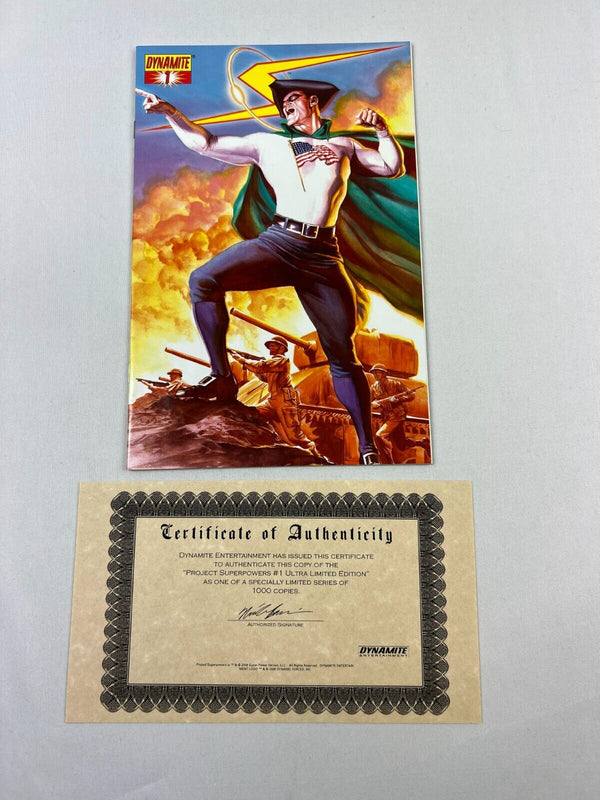 DYNAMITE
1
Certificate of Authenticity
DYNAMITE ENTERTAINMENT HAS ISSUED THIS CERTIFICATE
TO AUTHENTICATE THIS COPY OF THE
"PROJECT SUPERPOWERS #1 ULTRA LIMITED EDITION"
AS ONE OF A SPECIALLY LIMITED SERIES OF
1000 COPIES.
AUTHORIZED SIGNATURE
DYNAMITE
ENTERTAINMENT